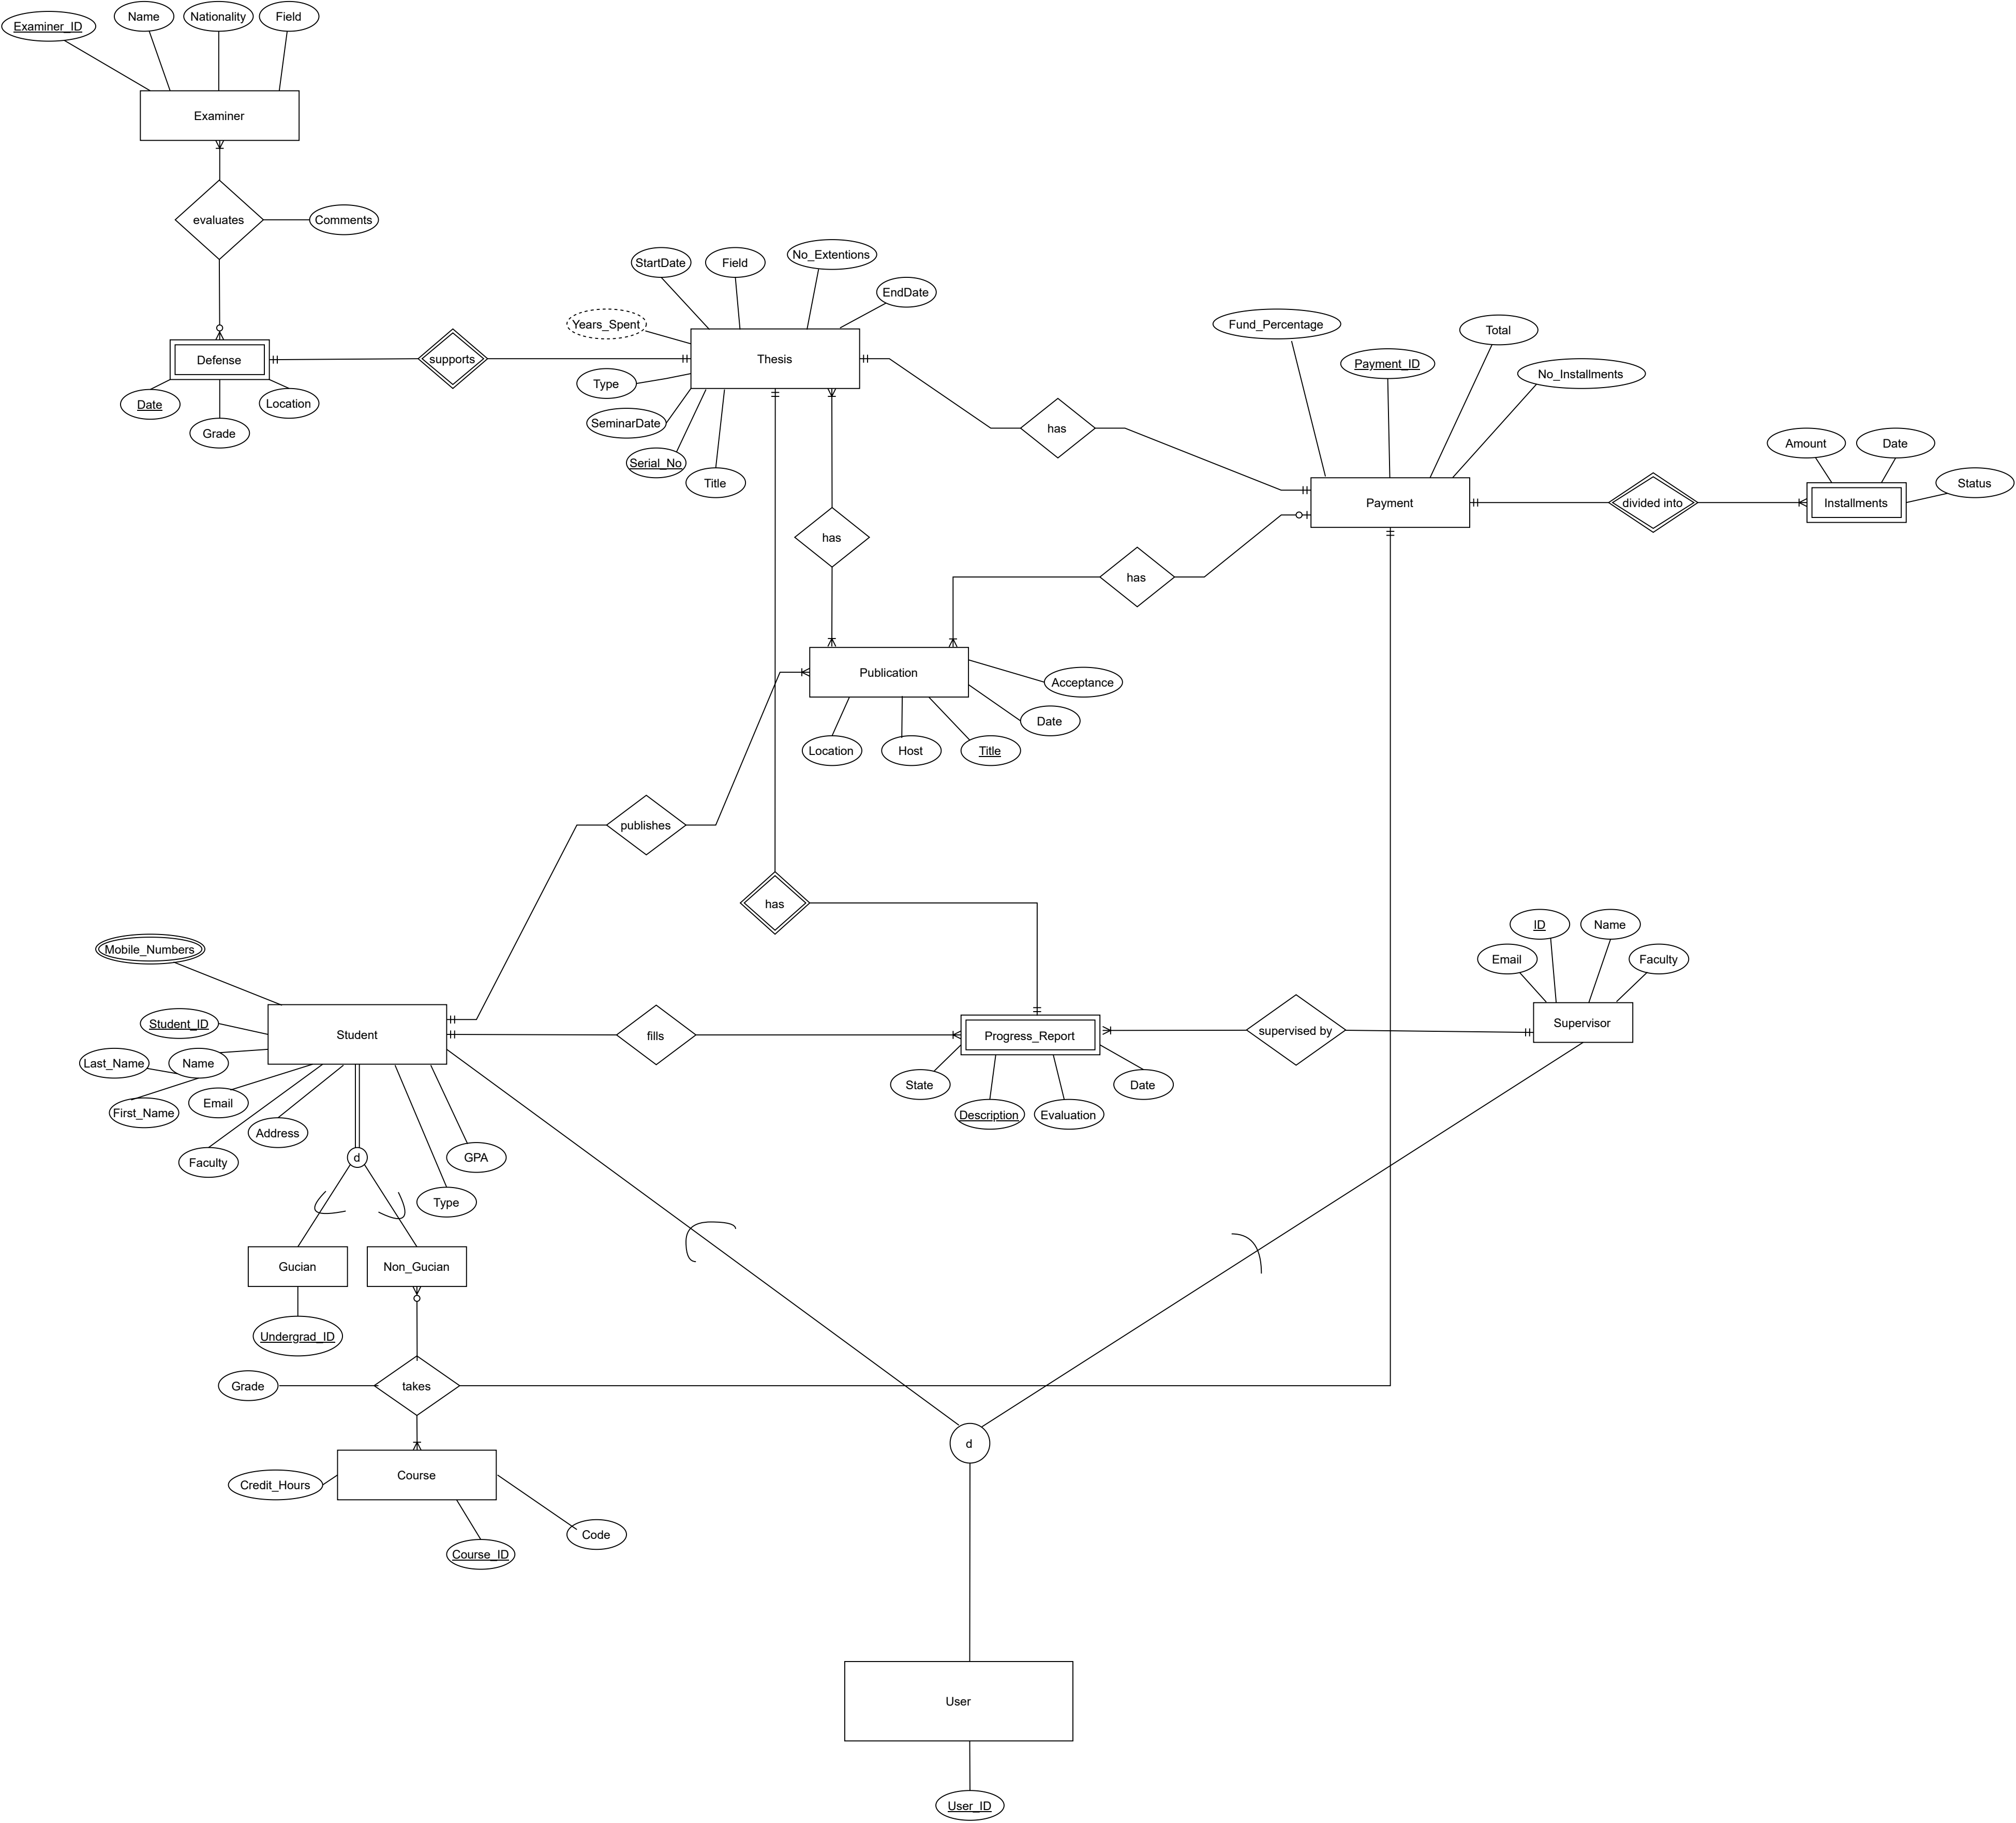 Examiner_ID
Name
Nationality
Field
Examiner
evaluates
Comments
Defense
Date
Grade
Location
supports
StartDate
Field
No_Extentions
EndDate
Years_Spent
Thesis
Type
SeminarDate
Serial_No
Title
has
Fund_Percentage
Payment_ID
Total
No_Installments
Payment
divided into
Amount
Date
Status
Installments
has
has
Publication
Acceptance
Date
Location
Host
Title
publishes
has
Mobile_Numbers
Student_ID
Student
Last_Name
Name
First_Name
Email
Address
Faculty
d
GPA
Type
fills
Progress_Report
State
Description
Evaluation
Date
supervised by
ID
Name
Email
Faculty
Supervisor
Gucian
Non_Gucian
Undergrad_ID
Grade
takes
Course
Credit_Hours
Course_ID
Code
d
User
User_ID